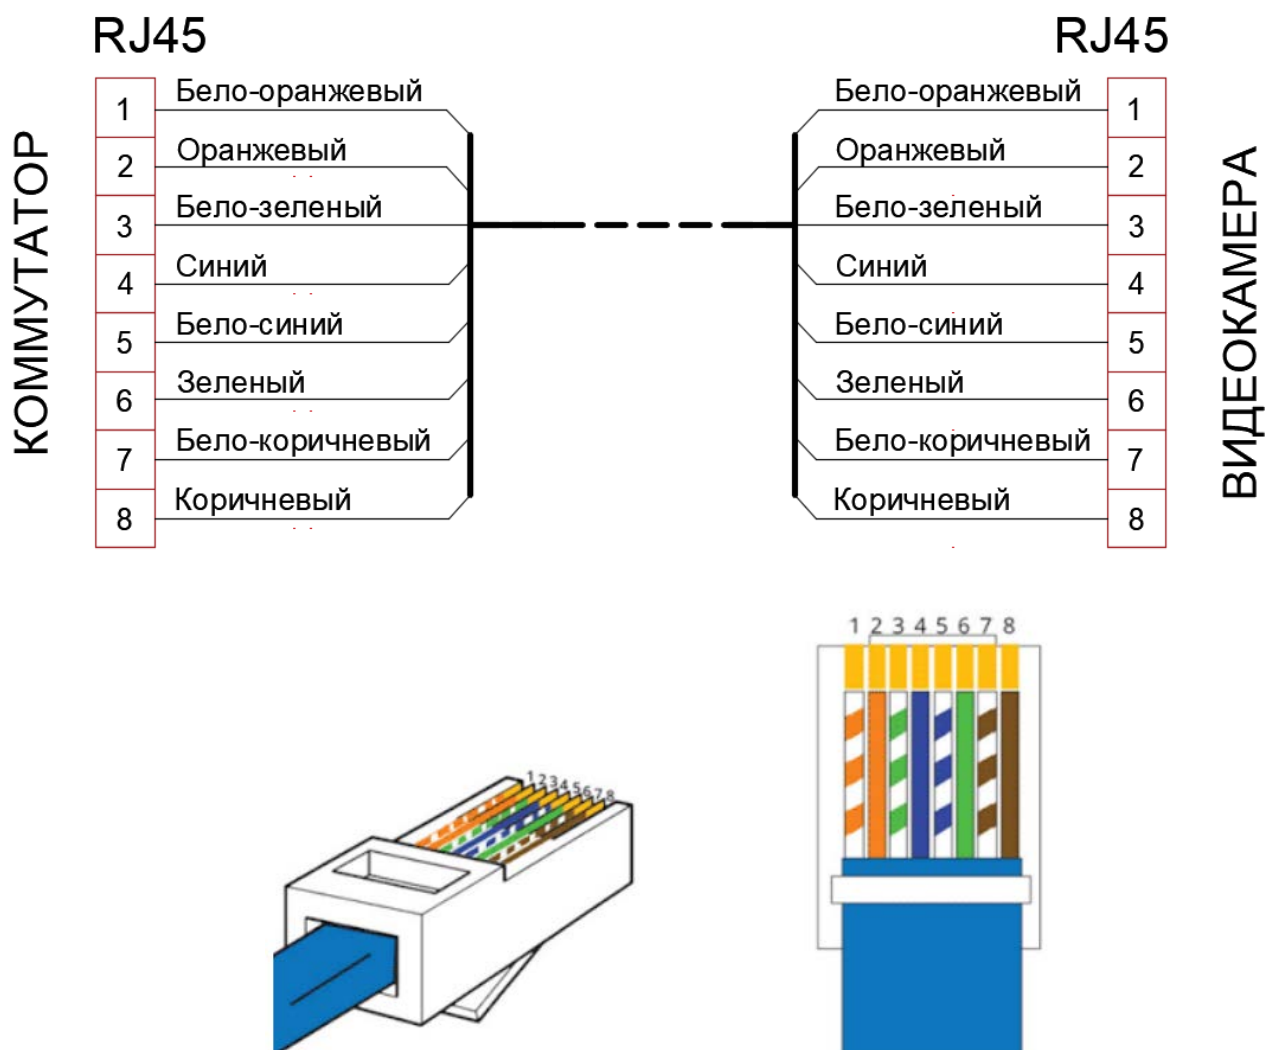 RJ45
RJ45
КОММУТАТОР
1 Бело-оранжевый
2 Оранжевый
3 Бело-зеленый
4 Синий
5 Бело-синий
6 Зеленый
7 Бело-коричневый
8 Коричневый
Бело-оранжевый 1
Оранжевый 2
Бело-зеленый 3
Синий 4
Бело-синий 5
Зеленый 6
Бело-коричневый 7
Коричневый 8
ВИДЕОКАМЕРА
12345678
1 2 3 4 5 6 7 8